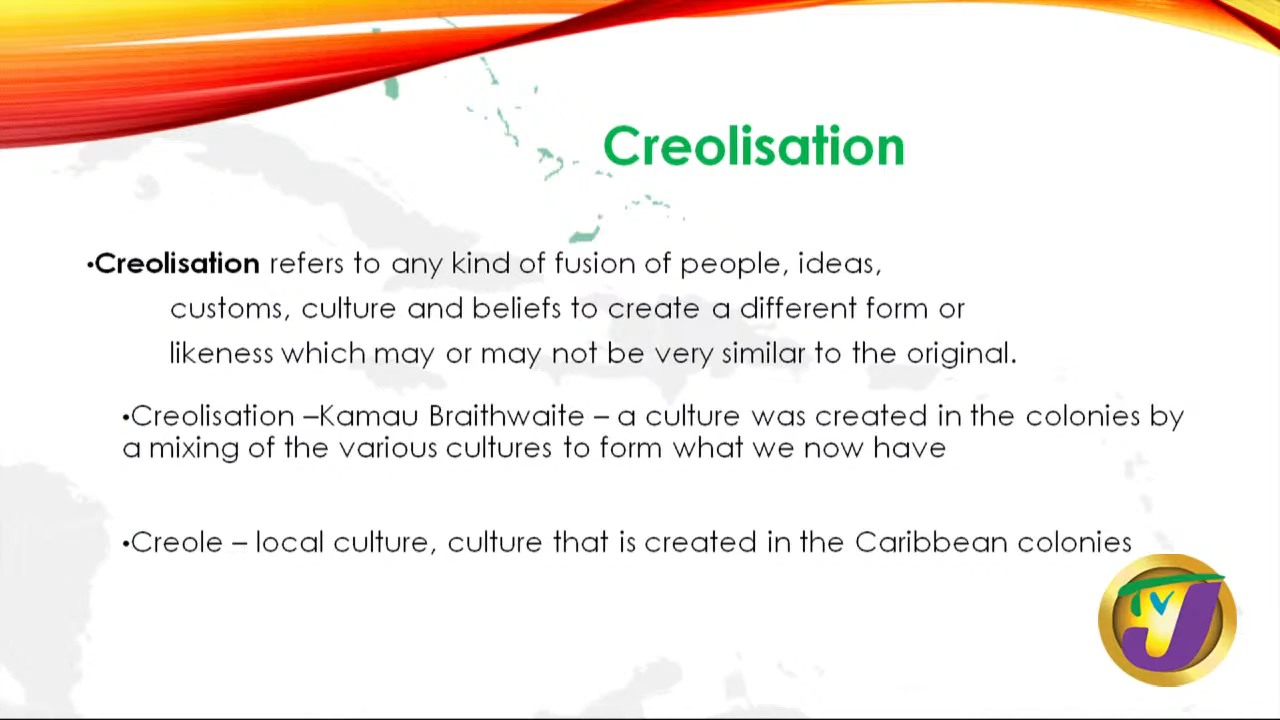 Creolisation
•Creolisation refers to any kind of fusion of people, ideas,
customs, culture and beliefs to create a different form or
likeness which may or may not be very similar to the original.
•Creolisation –Kamau Braithwaite – a culture was created in the colonies by
a mixing of the various cultures to form what we now have
•Creole – local culture, culture that is created in the Caribbean colonies
TVJ